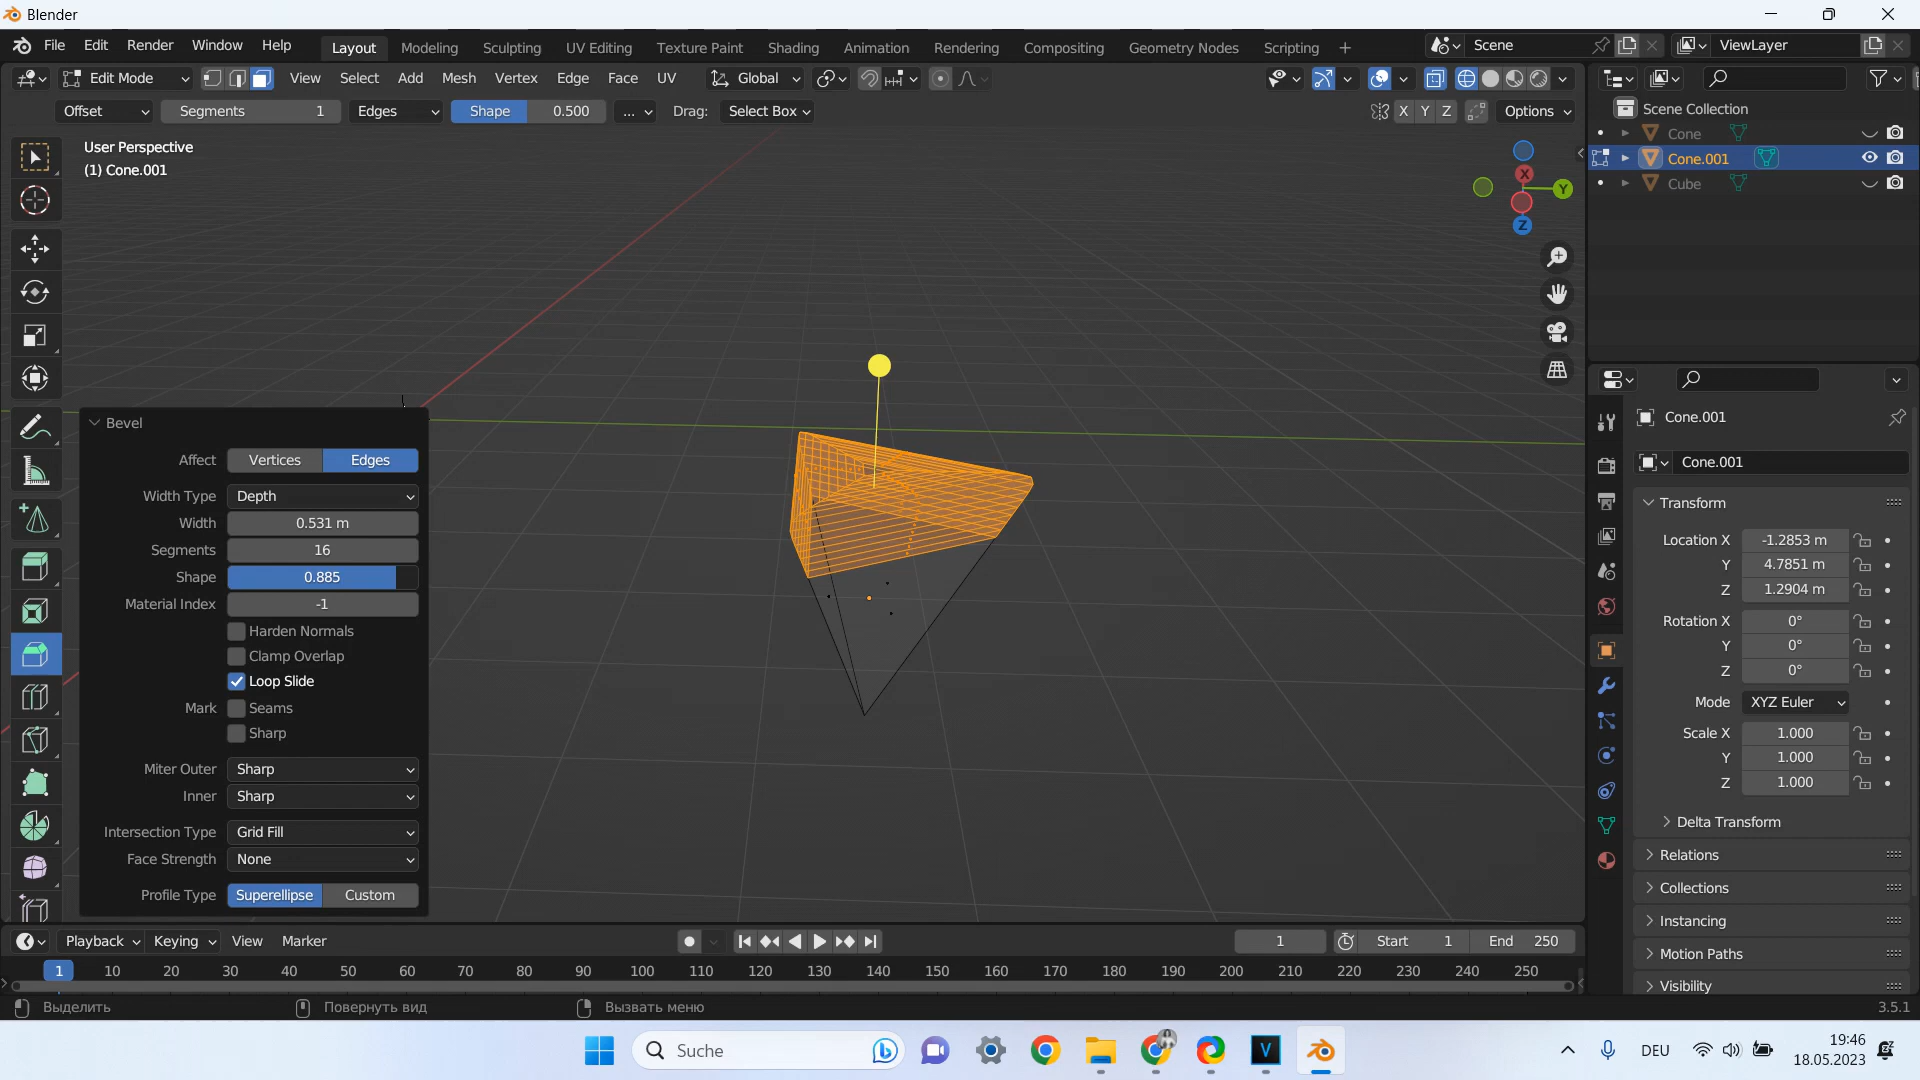 Blender
File Edit Render Window Help Layout Modeling Sculpting UV Editing Texture Paint Shading Animation Rendering Compositing Geometry Nodes Scripting + Scene ViewLayer
Edit Mode View Select Add Mesh Vertex Edge Face UV Global
Offset Segments 1 Edges Shape 0.500 ... Drag: Select Box X Y Z Options
User Perspective
(1) Cone.001
X
Y
Z
Scene Collection
Cone
Cone.001
Cube
Bevel
Affect Vertices Edges
Width Type Depth
Width 0.531 m
Segments 16
Shape 0.885
Material Index -1
Harden Normals
Clamp Overlap
Loop Slide
Mark Seams
Sharp
Miter Outer Sharp
Inner Sharp
Intersection Type Grid Fill
Face Strength None
Profile Type Superellipse Custom
Cone.001
Cone.001
Transform
Location X -1.2853 m
Y 4.7851 m
Z 1.2904 m
Rotation X 0°
Y 0°
Z 0°
Mode XYZ Euler
Scale X 1.000
Y 1.000
Z 1.000
Delta Transform
Relations
Collections
Instancing
Motion Paths
Visibility
Playback Keying View Marker 1 Start 1 End 250
1 10 20 30 40 50 60 70 80 90 100 110 120 130 140 150 160 170 180 190 200 210 220 230 240 250
Выделить Повернуть вид Вызвать меню 3.5.1
Suche V DEU 19:46
18.05.2023